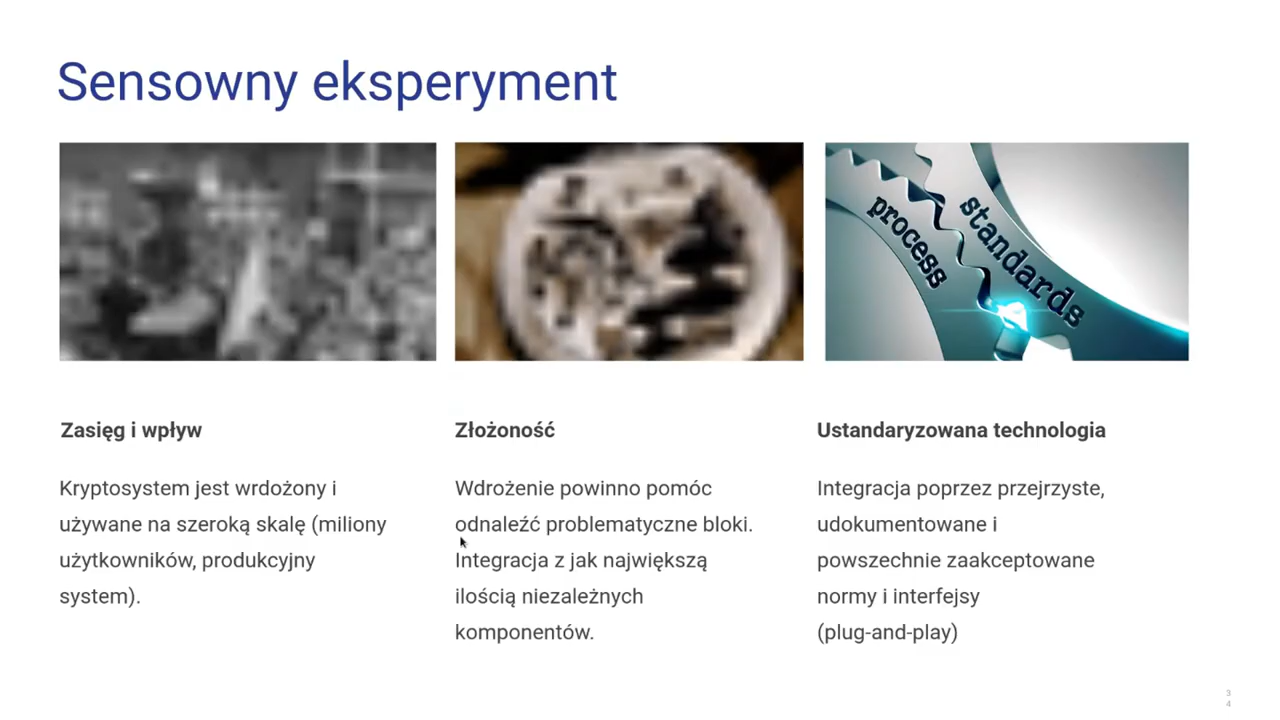 Sensowny eksperyment
process
standards
Zasięg i wpływ
Kryptosystem jest wrdożony i
używane na szeroką skalę (miliony
użytkowników, produkcyjny
system).
Złożoność
Wdrożenie powinno pomóc
odnaleźć problematyczne bloki.
Integracja z jak największą
ilością niezależnych
komponentów.
Ustandaryzowana technologia
Integracja poprzez przejrzyste,
udokumentowane i
powszechnie zaakceptowane
normy i interfejsy
(plug-and-play)
3
4